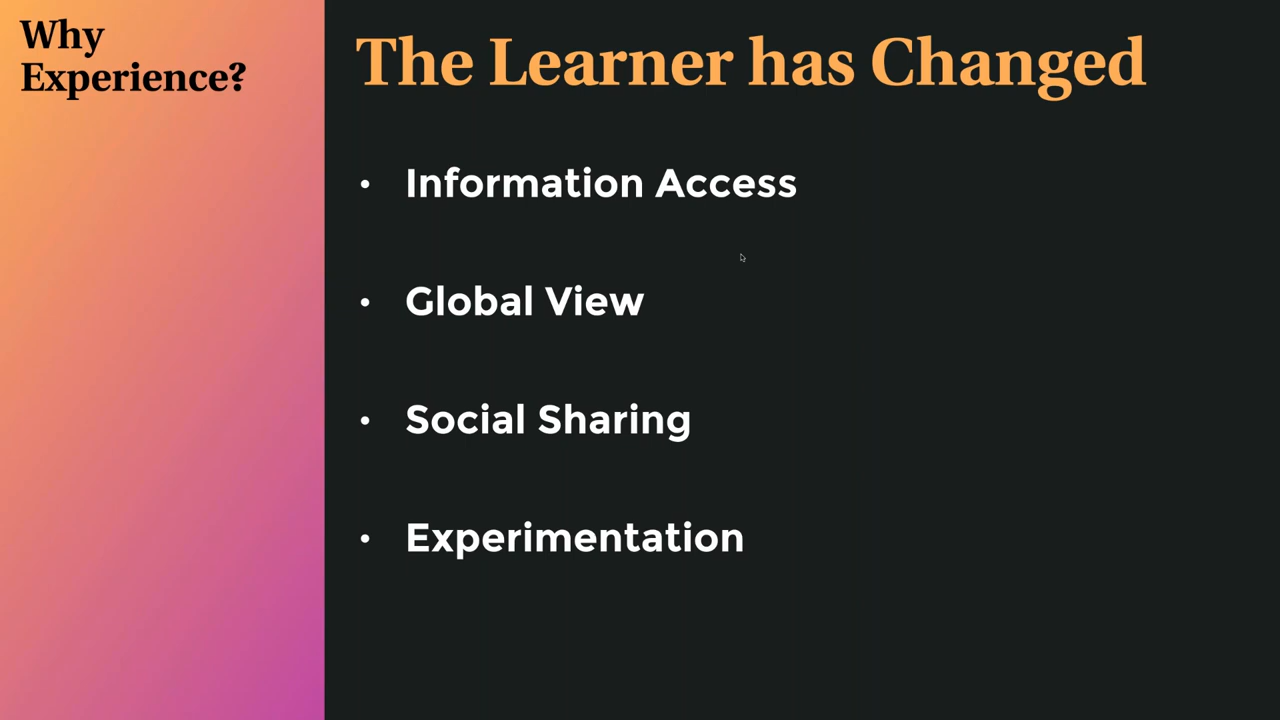 Why
Experience?
The Learner has Changed
• Information Access
• Global View
• Social Sharing
• Experimentation